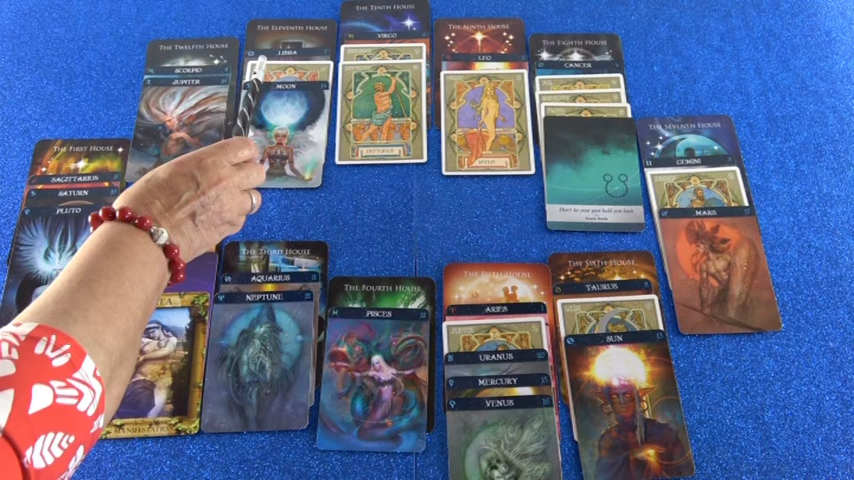 THE TENTH HOUSE
VIRGO
THE ELEVENTH HOUSE
LIBRA
MOON
THE NINTH HOUSE
LEO
THE TWELFTH HOUSE
SCORPIO
JUPITER
THE EIGHTH HOUSE
CANCER
Don't let your past hold you back
THE SEVENTH HOUSE
GEMINI
MARS
THE FIRST HOUSE
SAGITTARIUS
SATURN
PLUTO
THE THIRD HOUSE
AQUARIUS
NEPTUNE
THE FOURTH HOUSE
PISCES
THE FIFTH HOUSE
ARIES
URANUS
MERCURY
VENUS
THE SIXTH HOUSE
TAURUS
SUN
MANIFESTATION